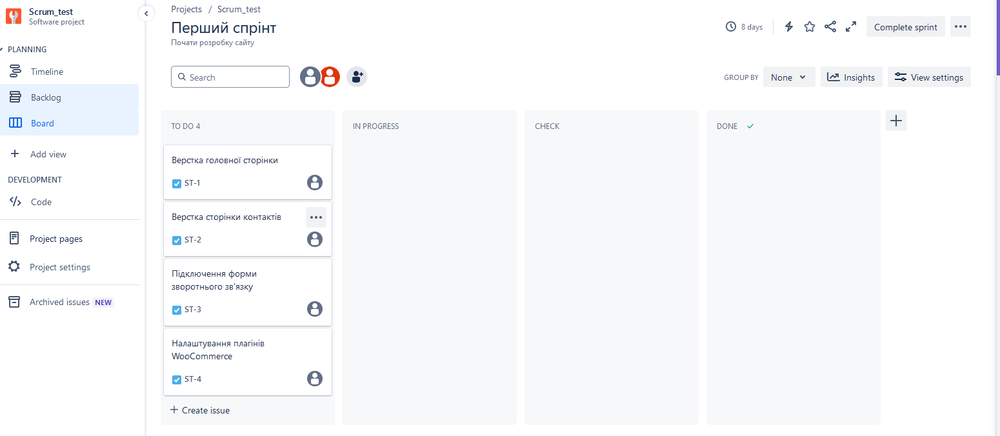 Scrum_test
Software project
PLANNING
Timeline
Backlog
Board
Add view
DEVELOPMENT
Code
Project pages
Project settings
Archived issues NEW
Projects / Scrum_test
Перший спрінт
Почати розробку сайту
8 days
Complete sprint
Search
GROUP BY
None
Insights
View settings
TO DO 4
Верстка головної сторінки
ST-1
Верстка сторінки контактів
ST-2
Підключення форми
зворотнього зв'язку
ST-3
Налаштування плагінів
WooCommerce
ST-4
Create issue
IN PROGRESS
CHECK
DONE